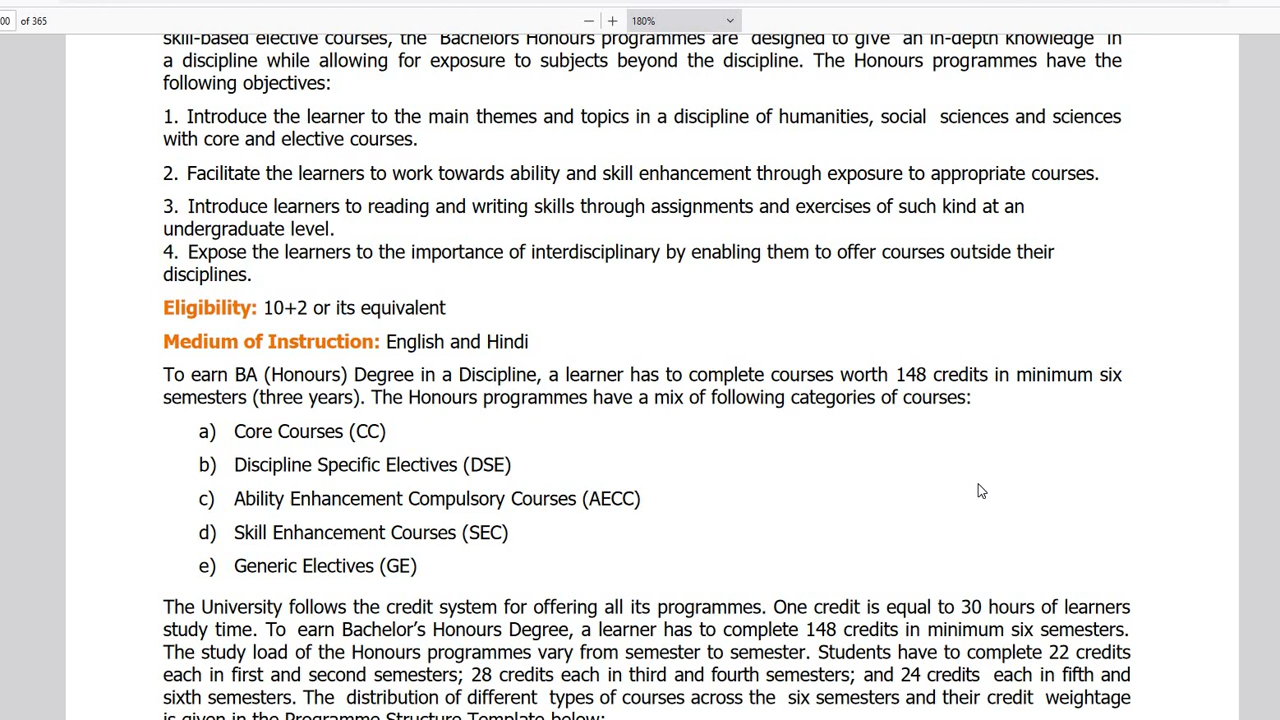 00 of 365 180%
skill-based elective courses, the Bachelors Honours programmes are designed to give an in-depth knowledge in
a discipline while allowing for exposure to subjects beyond the discipline. The Honours programmes have the
following objectives:
1. Introduce the learner to the main themes and topics in a discipline of humanities, social sciences and sciences
with core and elective courses.
2. Facilitate the learners to work towards ability and skill enhancement through exposure to appropriate courses.
3. Introduce learners to reading and writing skills through assignments and exercises of such kind at an
undergraduate level.
4. Expose the learners to the importance of interdisciplinary by enabling them to offer courses outside their
disciplines.
Eligibility: 10+2 or its equivalent
Medium of Instruction: English and Hindi
To earn BA (Honours) Degree in a Discipline, a learner has to complete courses worth 148 credits in minimum six
semesters (three years). The Honours programmes have a mix of following categories of courses:
a) Core Courses (CC)
b) Discipline Specific Electives (DSE)
c) Ability Enhancement Compulsory Courses (AECC)
d) Skill Enhancement Courses (SEC)
e) Generic Electives (GE)
The University follows the credit system for offering all its programmes. One credit is equal to 30 hours of learners
study time. To earn Bachelor's Honours Degree, a learner has to complete 148 credits in minimum six semesters.
The study load of the Honours programmes vary from semester to semester. Students have to complete 22 credits
each in first and second semesters; 28 credits each in third and fourth semesters; and 24 credits each in fifth and
sixth semesters. The distribution of different types of courses across the six semesters and their credit weightage
is given in the Programme Structure Template below: